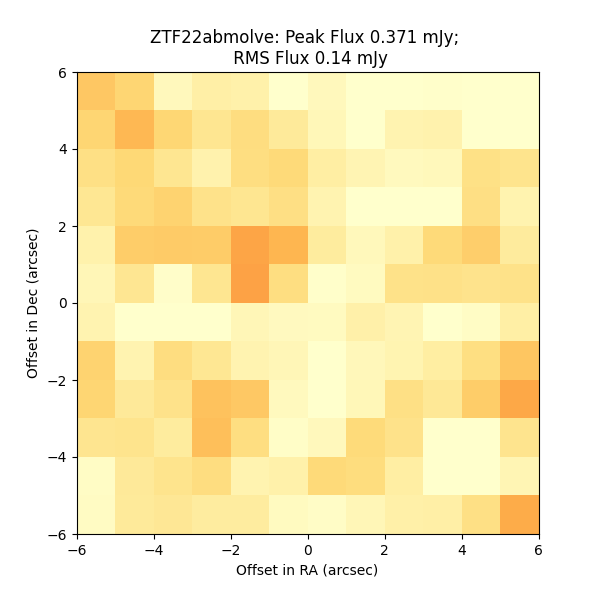 ZTF22abmolve: Peak Flux 0.371 mJy;
RMS Flux 0.14 mJy
6
4
2
0
−2
−4
−6
Offset in Dec (arcsec)
−6 −4 −2 0 2 4 6
Offset in RA (arcsec)